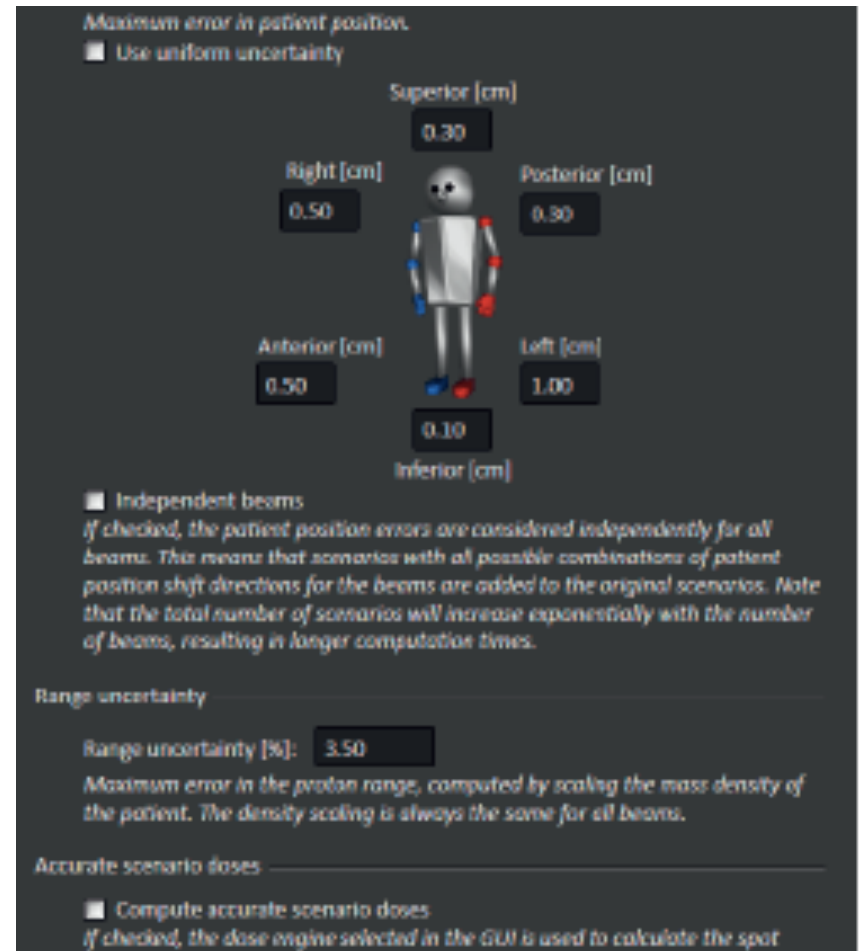 Maximum error in patient position.
Use uniform uncertainty
Superior [cm]
0.30
Right [cm]
Posterior [cm]
0.50
0.30
Anterior [cm]
Left [cm]
0.50
1.00
0.10
Inferior [cm]
Independent beams
If checked, the patient position errors are considered independently for all
beams. This means that scenarios with all possible combinations of patient
position shift directions for the beams are added to the original scenarios. Note
that the total number of scenarios will increase exponentially with the number
of beams, resulting in longer computation times.
Range uncertainty
Range uncertainty [%]: 3.50
Maximum error in the proton range, computed by scaling the mass density of
the patient. The density scaling is always the same for all beams.
Accurate scenario doses
Compute accurate scenario doses
If checked, the dose engine selected in the GUI is used to calculate the spot